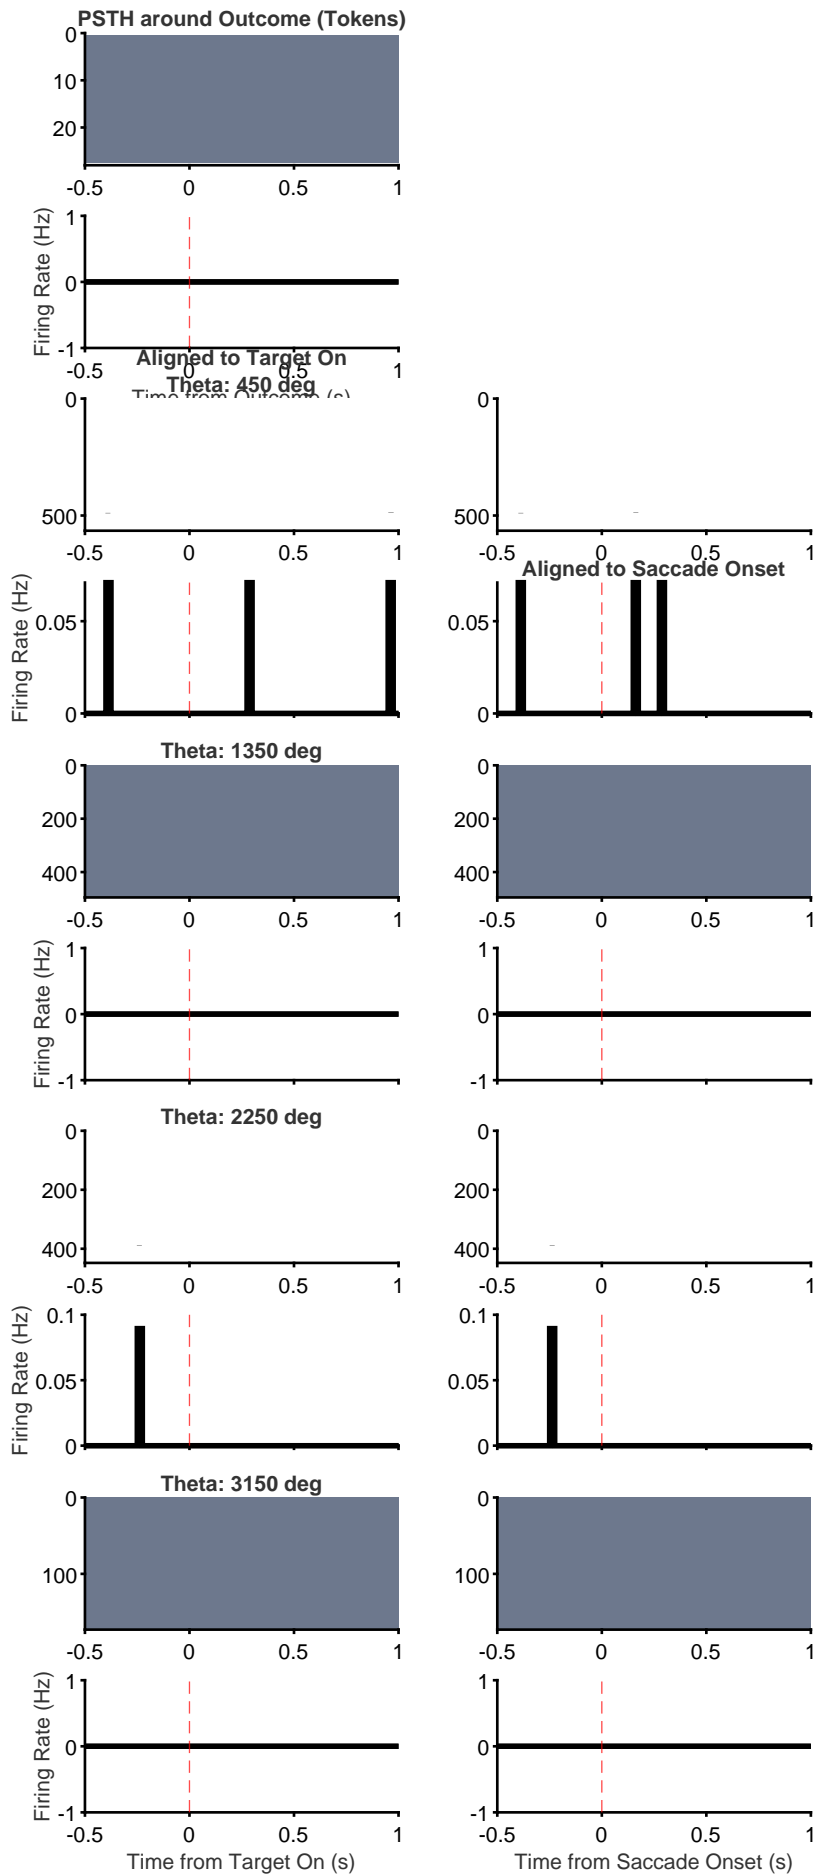 PSTH around Outcome (Tokens)
0
10
20
-0.5 0 0.5 1
Firing Rate (Hz)
1
0
-1
-0.5 0 0.5 1
Time from Outcome (s)
Aligned to Target On
Theta: 450 deg
0
500
-0.5 0 0.5 1
0
500
-0.5 0 0.5 1
Firing Rate (Hz)
0.05
0
Aligned to Saccade Onset
0.05
0
Theta: 1350 deg
0
200
400
-0.5 0 0.5 1
0
200
400
-0.5 0 0.5 1
Firing Rate (Hz)
1
0
-1
1
0
-1
Theta: 2250 deg
0
200
400
-0.5 0 0.5 1
0
200
400
-0.5 0 0.5 1
Firing Rate (Hz)
0.1
0.05
0
0.1
0.05
0
Theta: 3150 deg
0
100
-0.5 0 0.5 1
0
100
-0.5 0 0.5 1
Firing Rate (Hz)
1
0
-1
-0.5 0 0.5 1
Time from Target On (s)
1
0
-1
-0.5 0 0.5 1
Time from Saccade Onset (s)